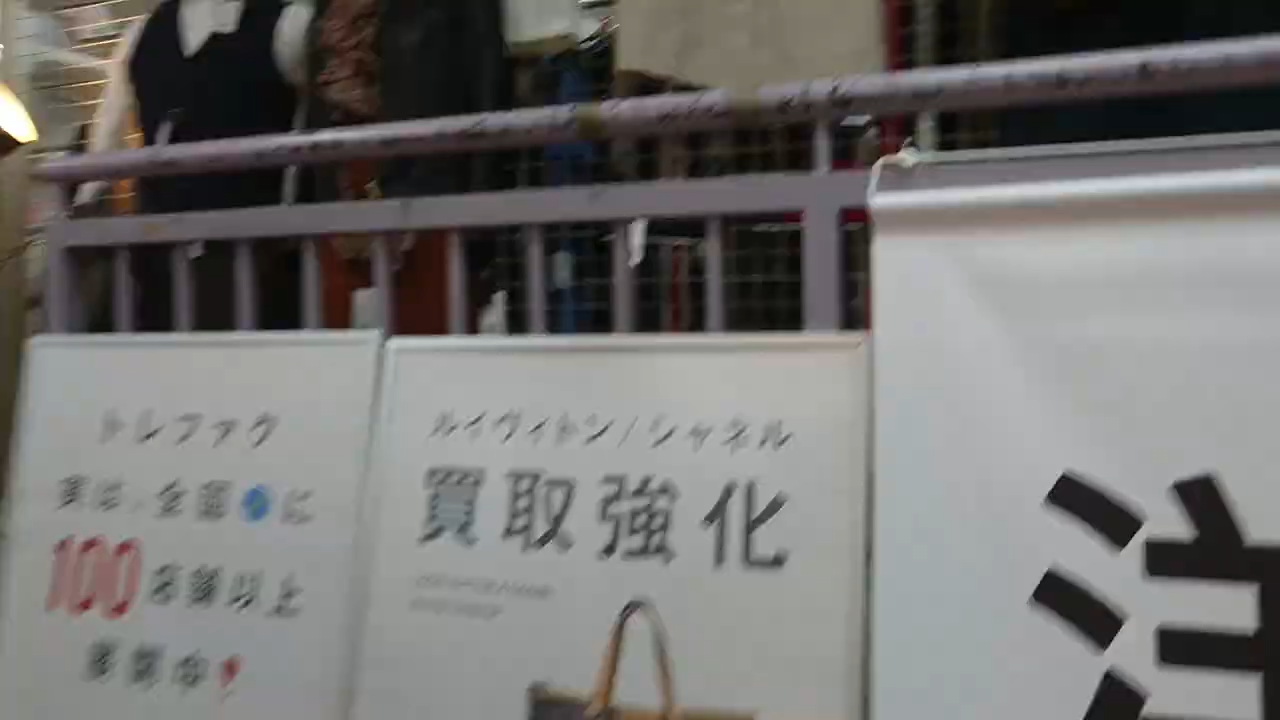 トレファク
実は、全国に
100店舗以上
展開中!
ルイヴィトン/シャネル
買取強化
注